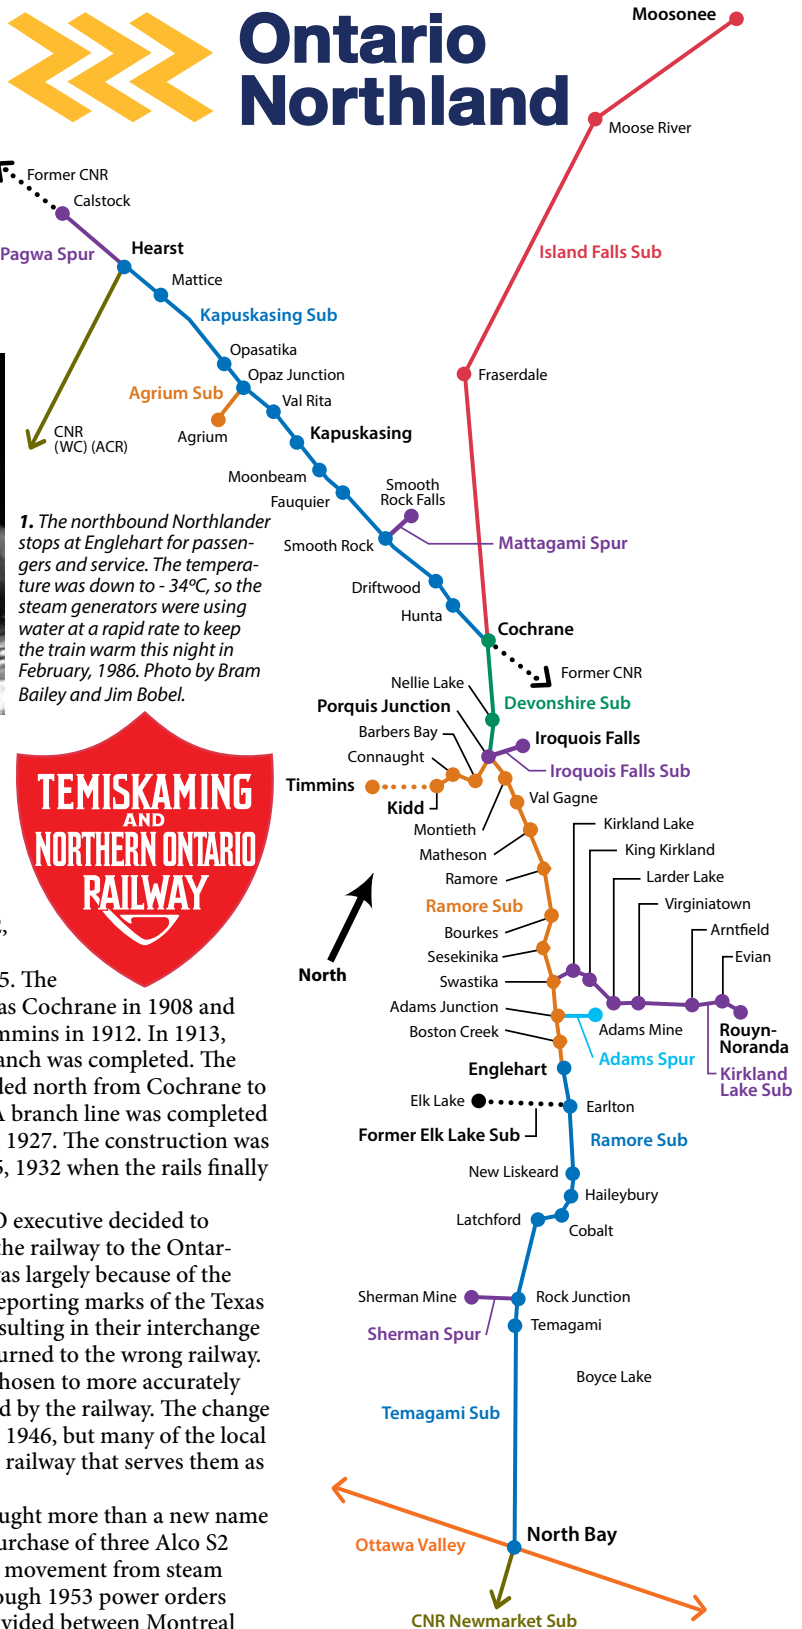 Ontario
Northland
Moosonee
Moose River
Former CNR
Calstock
Pagwa Spur
Hearst
Mattice
Island Falls Sub
Kapuskasing Sub
Opasatika
Opaz Junction
Agrium Sub
Val Rita
Fraserdale
Agrium
Kapuskasing
CNR
(WC) (ACR)
Moonbeam
Fauquier
Smooth
Rock Falls
Smooth Rock
Mattagami Spur
Driftwood
Hunta
1. The northbound Northlander
stops at Englehart for passen-
gers and service. The tempera-
ture was down to - 34ºC, so the
steam generators were using
water at a rapid rate to keep
the train warm this night in
February, 1986. Photo by Bram
Bailey and Jim Bobel.
Cochrane
Former CNR
Nellie Lake
Devonshire Sub
Porquis Junction
Barbers Bay
Iroquois Falls
Connaught
Iroquois Falls Sub
Timmins
Kidd
Val Gagne
Montieth
Matheson
Ramore
Kirkland Lake
King Kirkland
Larder Lake
Virginiatown
Arntfield
Evian
Ramore Sub
Bourkes
Sesekinika
Swastika
Adams Junction
Boston Creek
Adams Mine
Adams Spur
Rouyn-
Noranda
Kirkland
Lake Sub
TEMISKAMING
AND
NORTHERN ONTARIO
RAILWAY
North
Englehart
Elk Lake
Earlton
Former Elk Lake Sub
Ramore Sub
New Liskeard
Haileybury
Latchford
Cobalt
Sherman Mine
Rock Junction
Sherman Spur
Temagami
Boyce Lake
Temagami Sub
North Bay
Ottawa Valley
CNR Newmarket Sub
5. The
as Cochrane in 1908 and
mmins in 1912. In 1913,
anch was completed. The
ded north from Cochrane to
A branch line was completed
1927. The construction was
5, 1932 when the rails finally
O executive decided to
the railway to the Ontar-
was largely because of the
eporting marks of the Texas
sulting in their interchange
urned to the wrong railway.
hosen to more accurately
d by the railway. The change
1946, but many of the local
railway that serves them as
ught more than a new name
urchase of three Alco S2
movement from steam
ough 1953 power orders
vided between Montreal